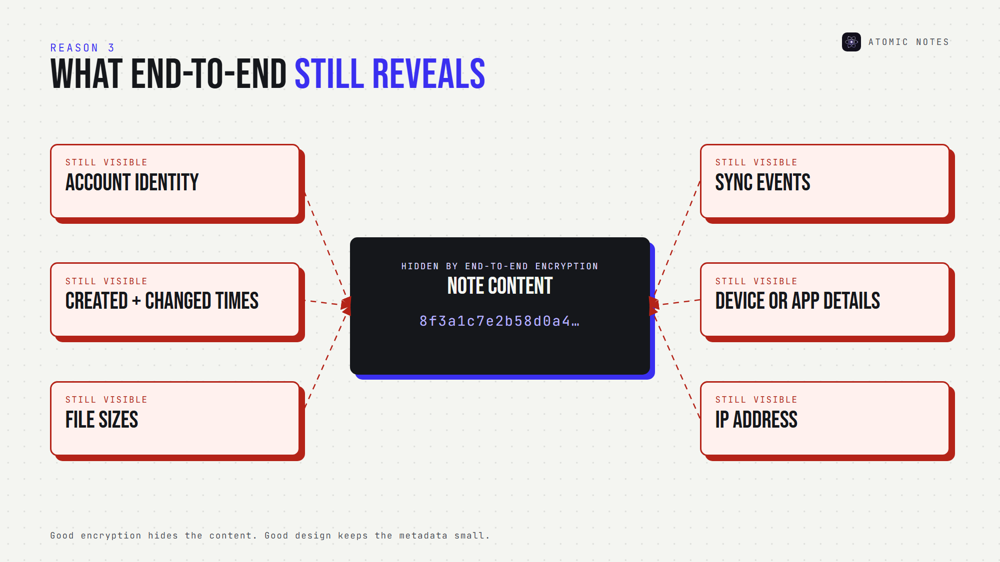 REASON 3
ATOMIC NOTES
WHAT END-TO-END STILL REVEALS
STILL VISIBLE
ACCOUNT IDENTITY
STILL VISIBLE
CREATED + CHANGED TIMES
STILL VISIBLE
FILE SIZES
HIDDEN BY END-TO-END ENCRYPTION
NOTE CONTENT
8f3a1c7e2b58d0a4…
STILL VISIBLE
SYNC EVENTS
STILL VISIBLE
DEVICE OR APP DETAILS
STILL VISIBLE
IP ADDRESS
Good encryption hides the content. Good design keeps the metadata small.